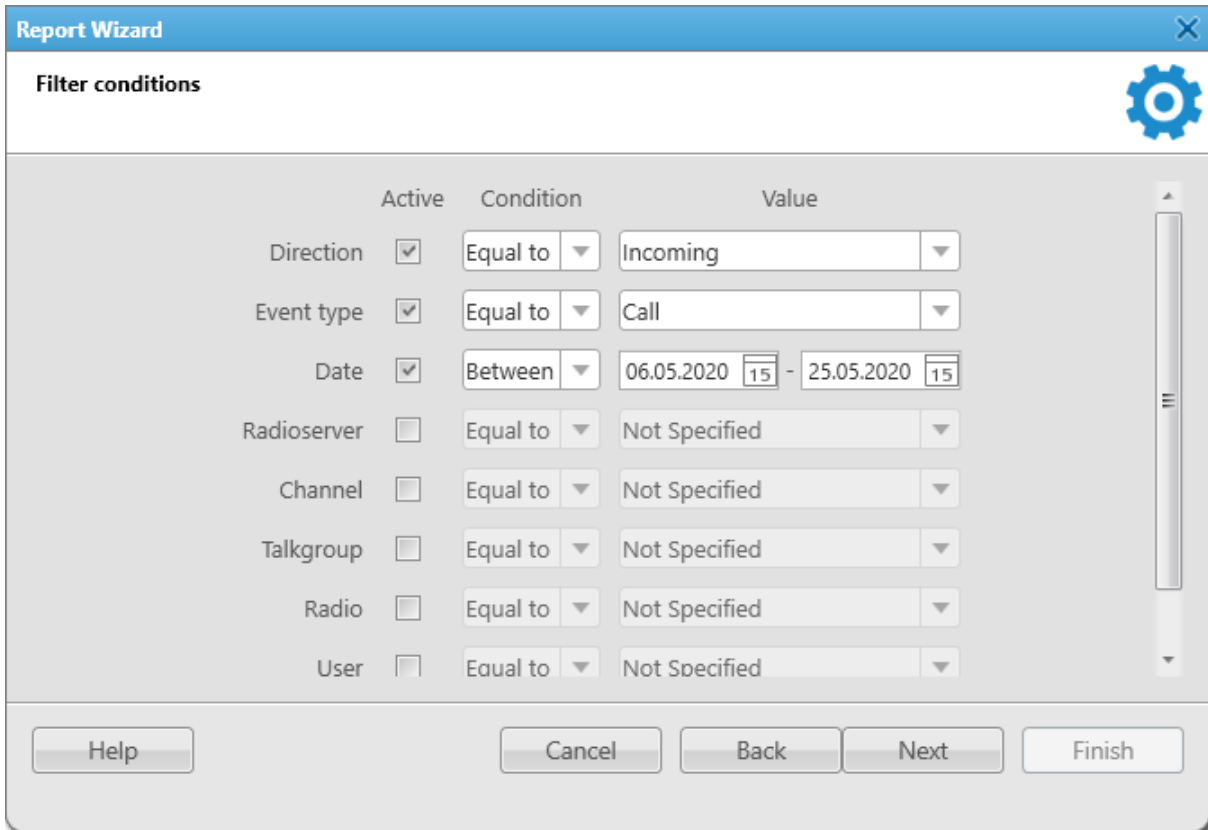 Report Wizard
Filter conditions
Active Condition Value
Direction Equal to Incoming
Event type Equal to Call
Date Between 06.05.2020 15 - 25.05.2020 15
Radioserver Equal to Not Specified
Channel Equal to Not Specified
Talkgroup Equal to Not Specified
Radio Equal to Not Specified
User Equal to Not Specified
Help Cancel Back Next Finish